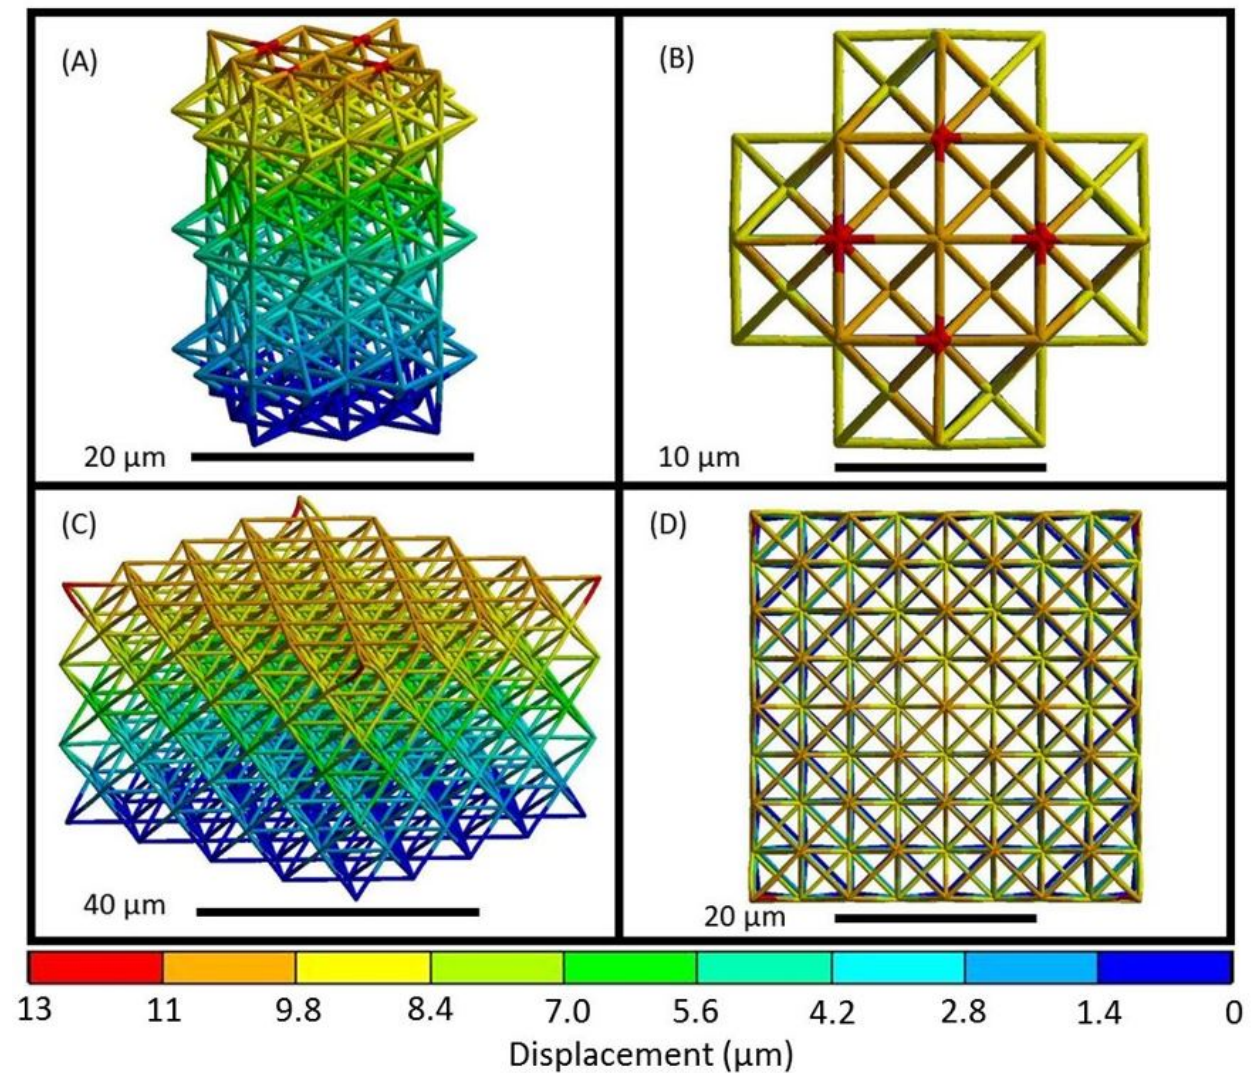 (A)
(B)
20 μm
10 μm
(C)
(D)
40 μm
20 μm
13 11 9.8 8.4 7.0 5.6 4.2 2.8 1.4 0
Displacement (μm)